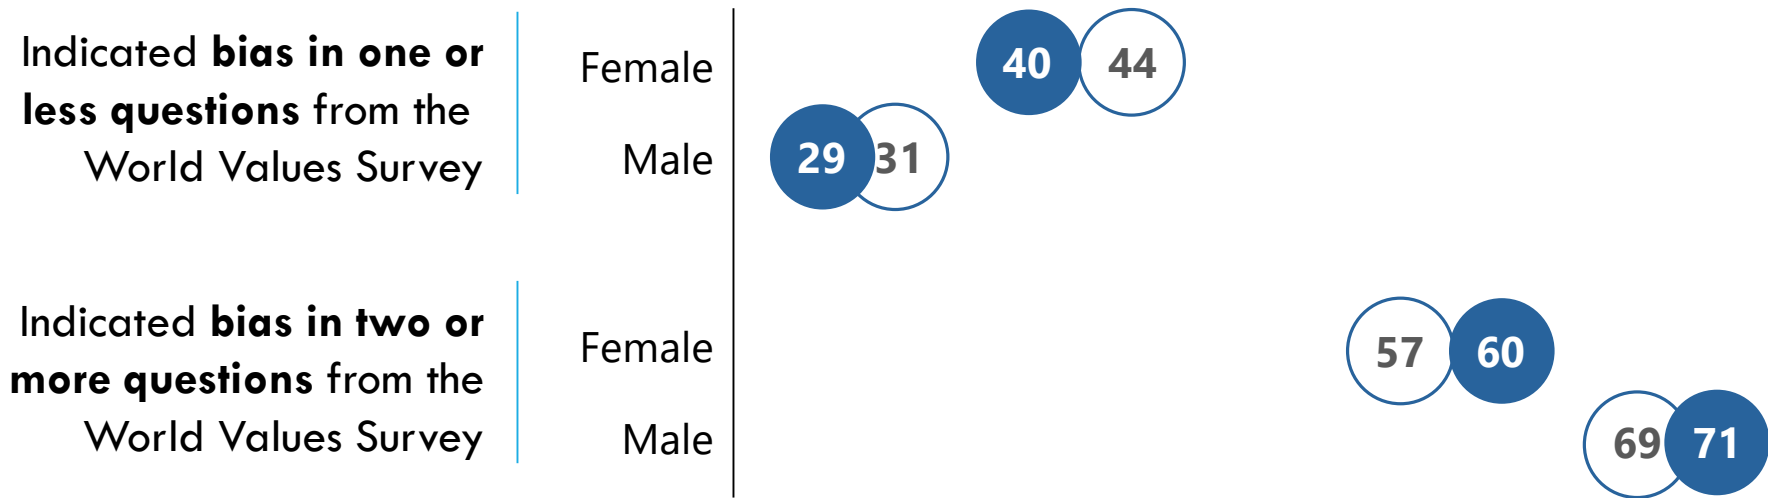 Indicated bias in one or
less questions from the
World Values Survey
Female
40 44
Male
29 31
Indicated bias in two or
more questions from the
World Values Survey
Female
57 60
Male
69 71